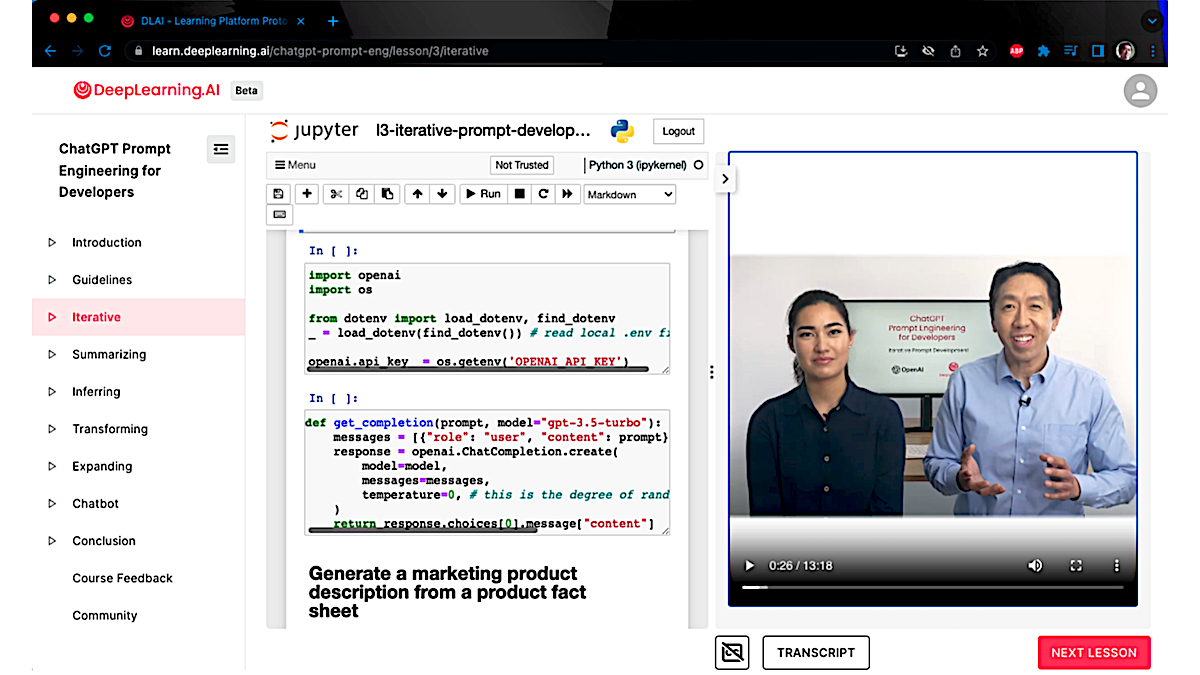 DLAI - Learning Platform Proto
learn.deeplearning.ai/chatgpt-prompt-eng/lesson/3/iterative
ABP
DeepLearning.AI
Beta
ChatGPT Prompt
Engineering for
Developers
Introduction
Guidelines
Iterative
Summarizing
Inferring
Transforming
Expanding
Chatbot
Conclusion
Course Feedback
Community
jupyter
l3-iterative-prompt-develop...
Logout
Menu
Not Trusted
Python 3 (ipykernel)
Run
Markdown
In [ ]:
import openai
import os
from dotenv import load_dotenv, find_dotenv
_ = load_dotenv(find_dotenv()) # read local .env
openai.api_key = os.getenv('OPENAI_API_KEY')
In [ ]:
def get_completion(prompt, model="gpt-3.5-turbo"):
messages = [{"role": "user", "content": prompt}
response = openai.ChatCompletion.create(
model=model,
messages=messages,
temperature=0, # this is the degree of rand
)
return response.choices[0].message["content"]
Generate a marketing product
description from a product fact
sheet
ChatGPT
Prompt Engineering
for Developers
Iterative Prompt Development
OpenAI
0:26 / 13:18
TRANSCRIPT
NEXT LESSON